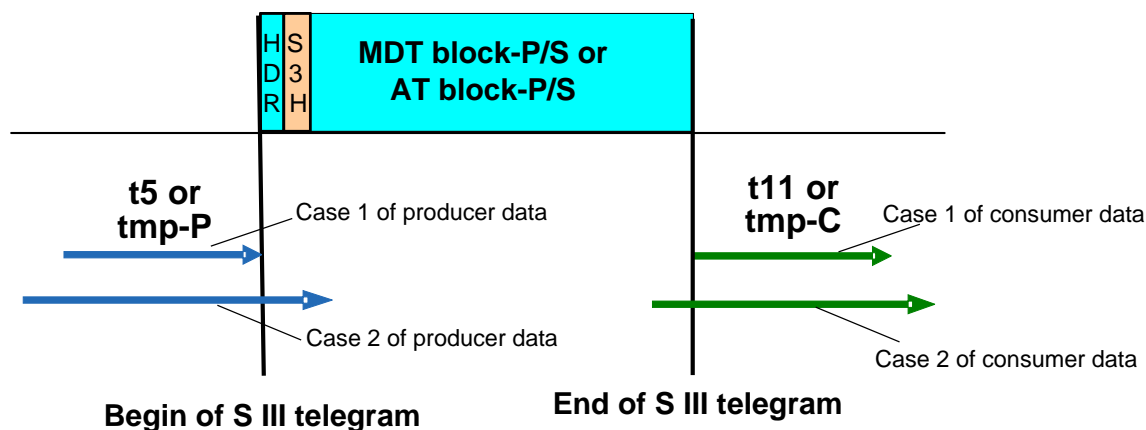 HDR
S3H
MDT block-P/S or
AT block-P/S
t5 or
tmp-P
Case 1 of producer data
t11 or
tmp-C
Case 1 of consumer data
Case 2 of producer data
Case 2 of consumer data
Begin of S III telegram
End of S III telegram